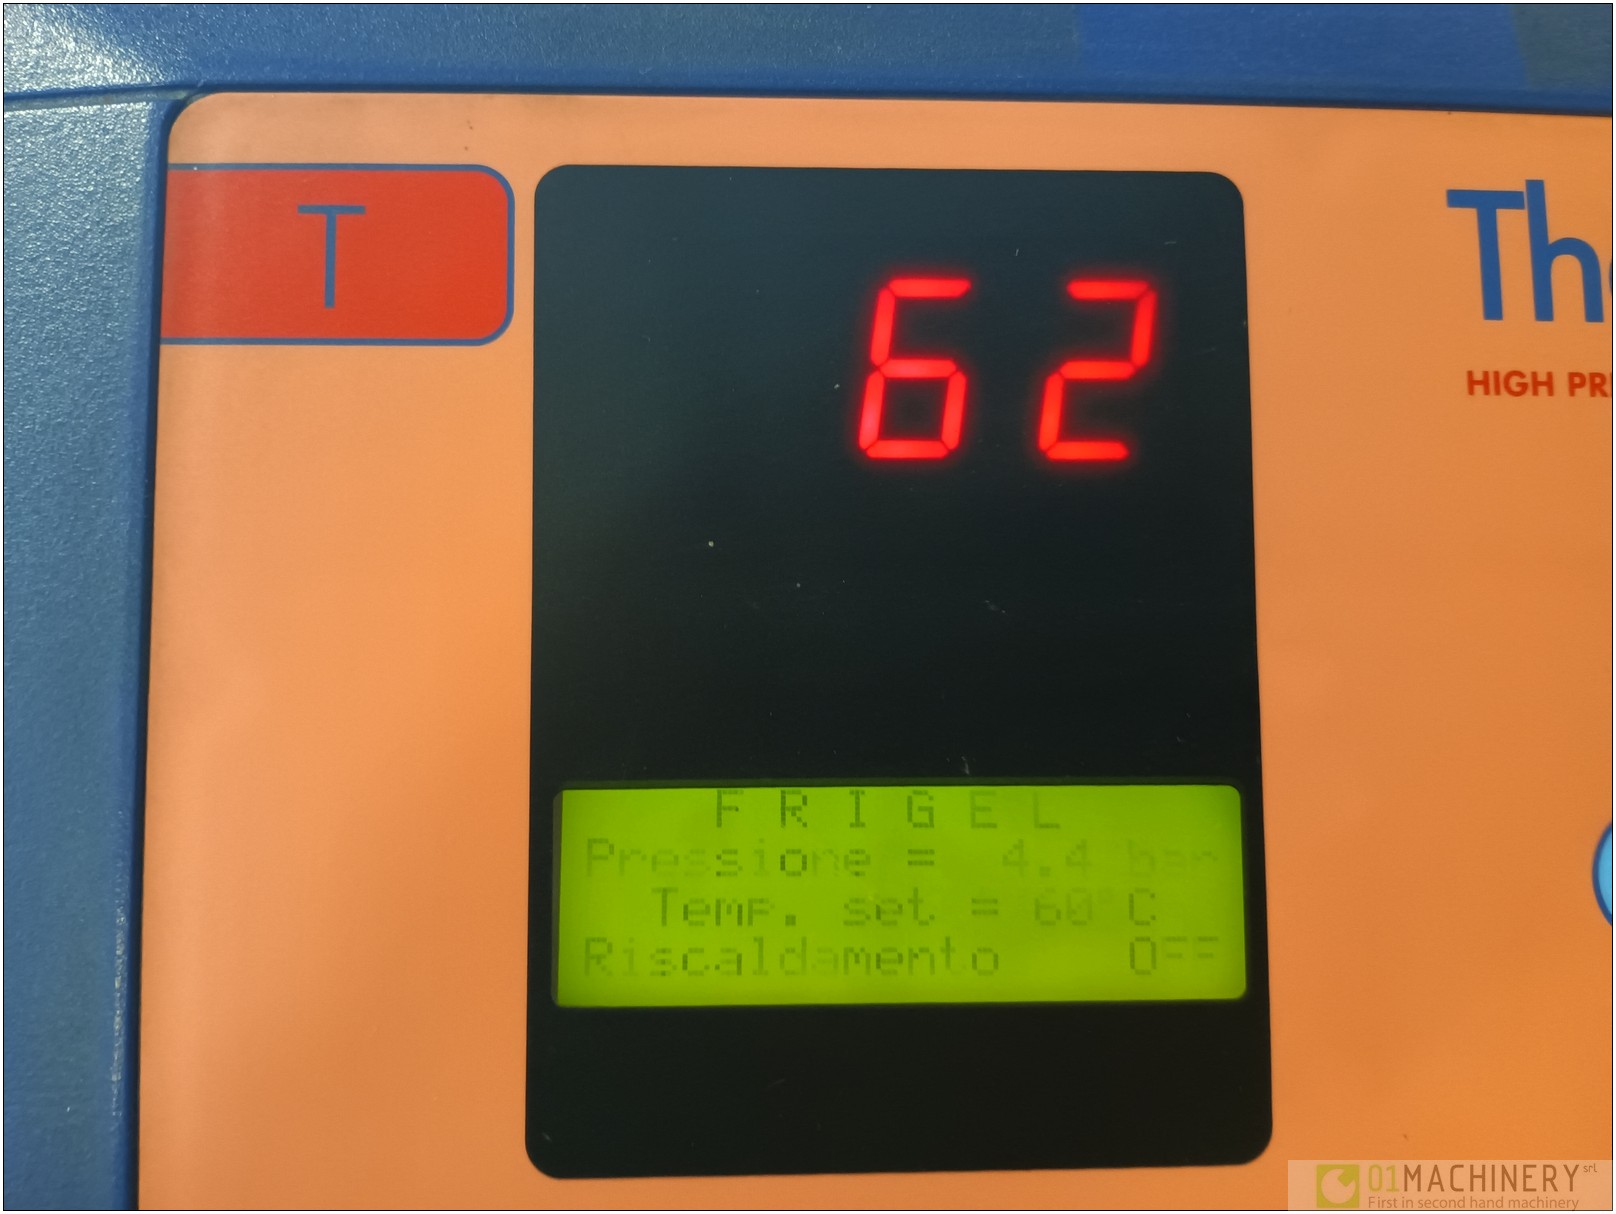 T
62
Th
HIGH PR
F R I G E L
Pressione = 4.4 bar
Temp. set = 60°C
Riscaldamento OFF
01MACHINERY srl
First in second hand machinery